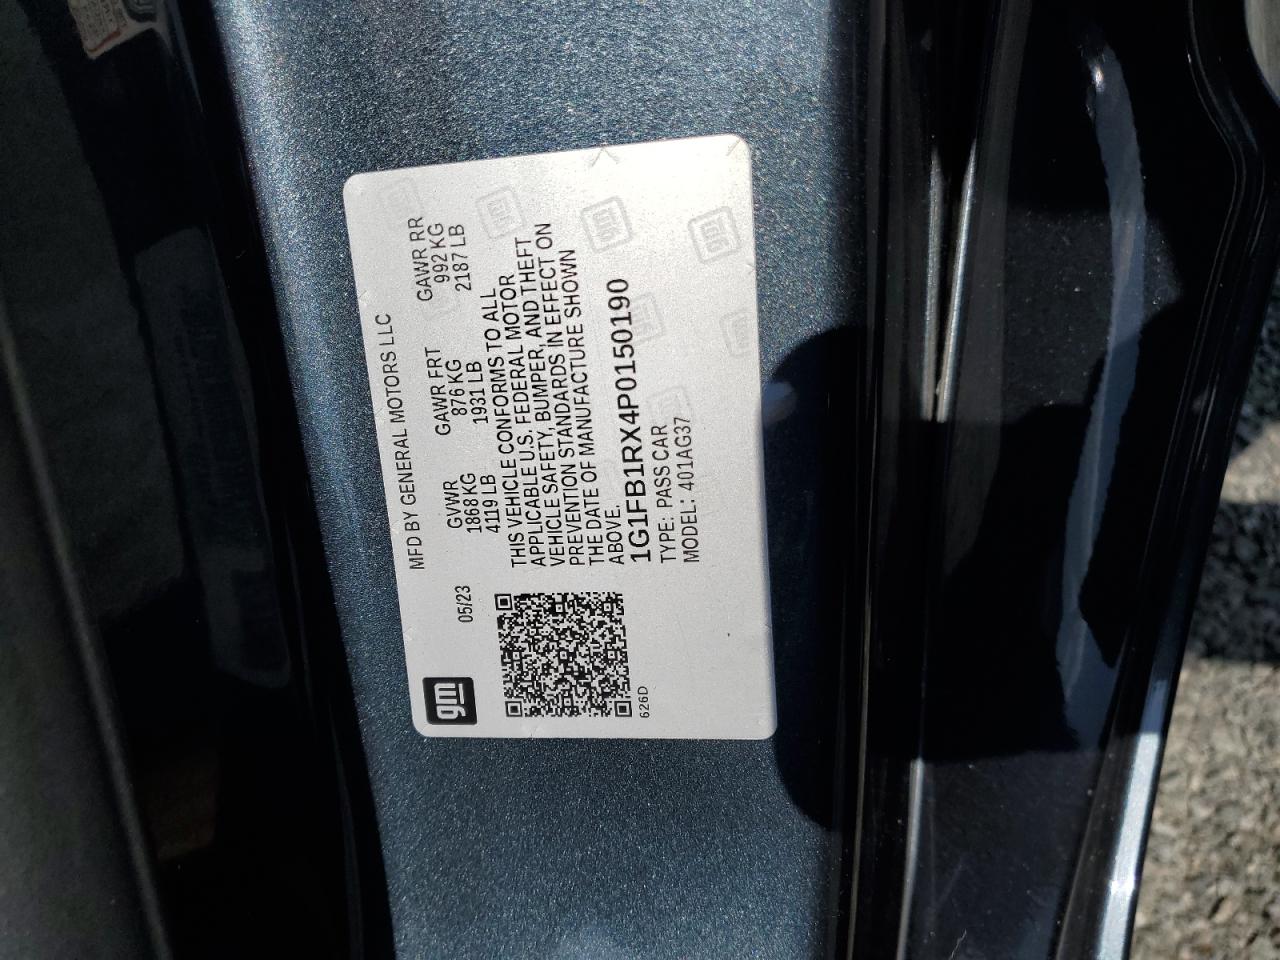 gm
MFD BY GENERAL MOTORS LLC
05/23
GVWR GAWR FRT GAWR RR
1868 KG 876 KG 992 KG
4119 LB 1931 LB 2187 LB
THIS VEHICLE CONFORMS TO ALL
APPLICABLE U.S. FEDERAL MOTOR
VEHICLE SAFETY, BUMPER, AND THEFT
PREVENTION STANDARDS IN EFFECT ON
THE DATE OF MANUFACTURE SHOWN
ABOVE.
1G1FB1RX4P0150190
TYPE: PASS CAR
MODEL: 401AG37
626D